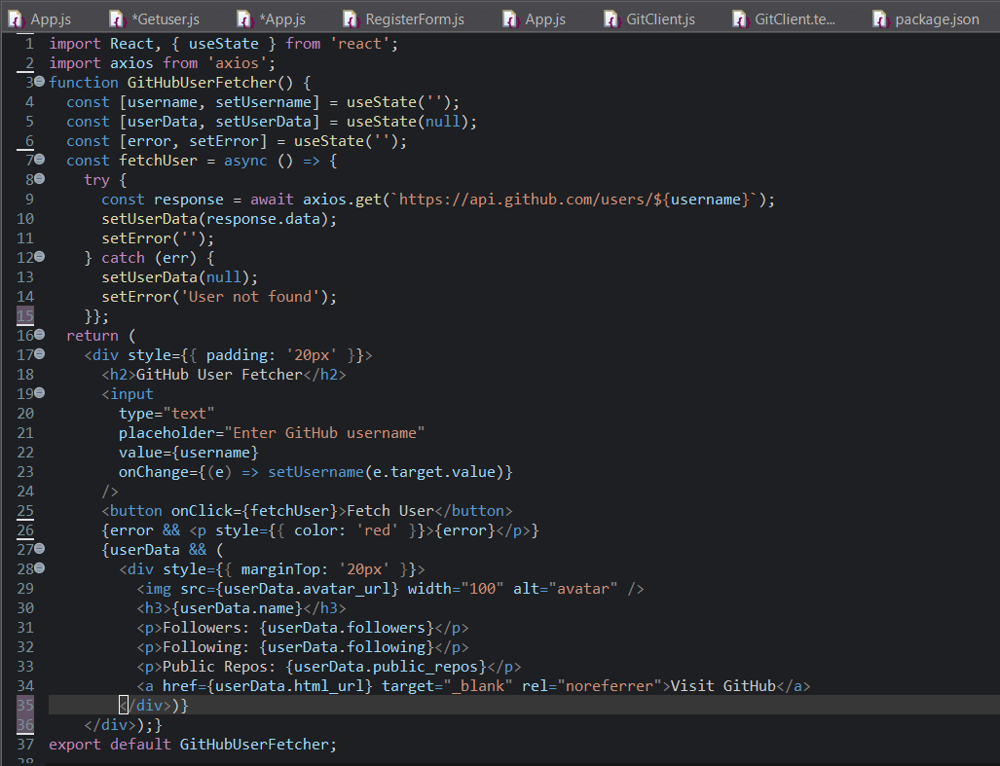 App.js *Getuser.js *App.js RegisterForm.js App.js GitClient.js GitClient.te... package.json
1 import React, { useState } from 'react';
2 import axios from 'axios';
3 function GitHubUserFetcher() {
4 const [username, setUsername] = useState('');
5 const [userData, setUserData] = useState(null);
6 const [error, setError] = useState('');
7 const fetchUser = async () => {
8 try {
9 const response = await axios.get(`https://api.github.com/users/${username}`);
10 setUserData(response.data);
11 setError('');
12 } catch (err) {
13 setUserData(null);
14 setError('User not found');
15 }};
16 return (
17 <div style={{ padding: '20px' }}>
18 <h2>GitHub User Fetcher</h2>
19 <input
20 type="text"
21 placeholder="Enter GitHub username"
22 value={username}
23 onChange={(e) => setUsername(e.target.value)}
24 />
25 <button onClick={fetchUser}>Fetch User</button>
26 {error && <p style={{ color: 'red' }}>{error}</p>}
27 {userData && (
28 <div style={{ marginTop: '20px' }}>
29 <img src={userData.avatar_url} width="100" alt="avatar" />
30 <h3>{userData.name}</h3>
31 <p>Followers: {userData.followers}</p>
32 <p>Following: {userData.following}</p>
33 <p>Public Repos: {userData.public_repos}</p>
34 <a href={userData.html_url} target="_blank" rel="noreferrer">Visit GitHub</a>
35 </div>)}
36 </div>);}
37 export default GitHubUserFetcher;
38